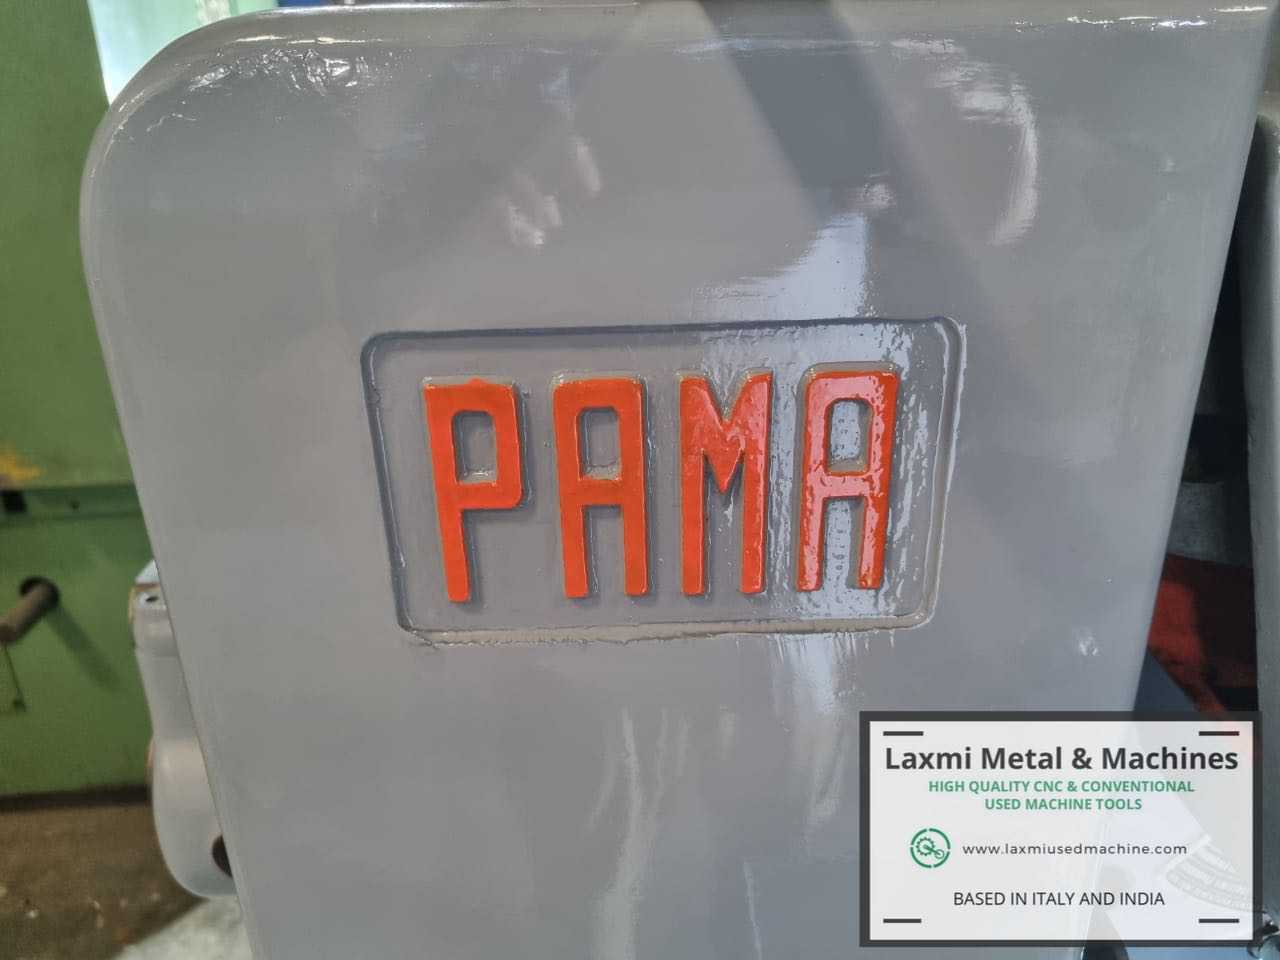 PAMA
Laxmi Metal & Machines
HIGH QUALITY CNC & CONVENTIONAL
USED MACHINE TOOLS
www.laxmiusedmachine.com
BASED IN ITALY AND INDIA